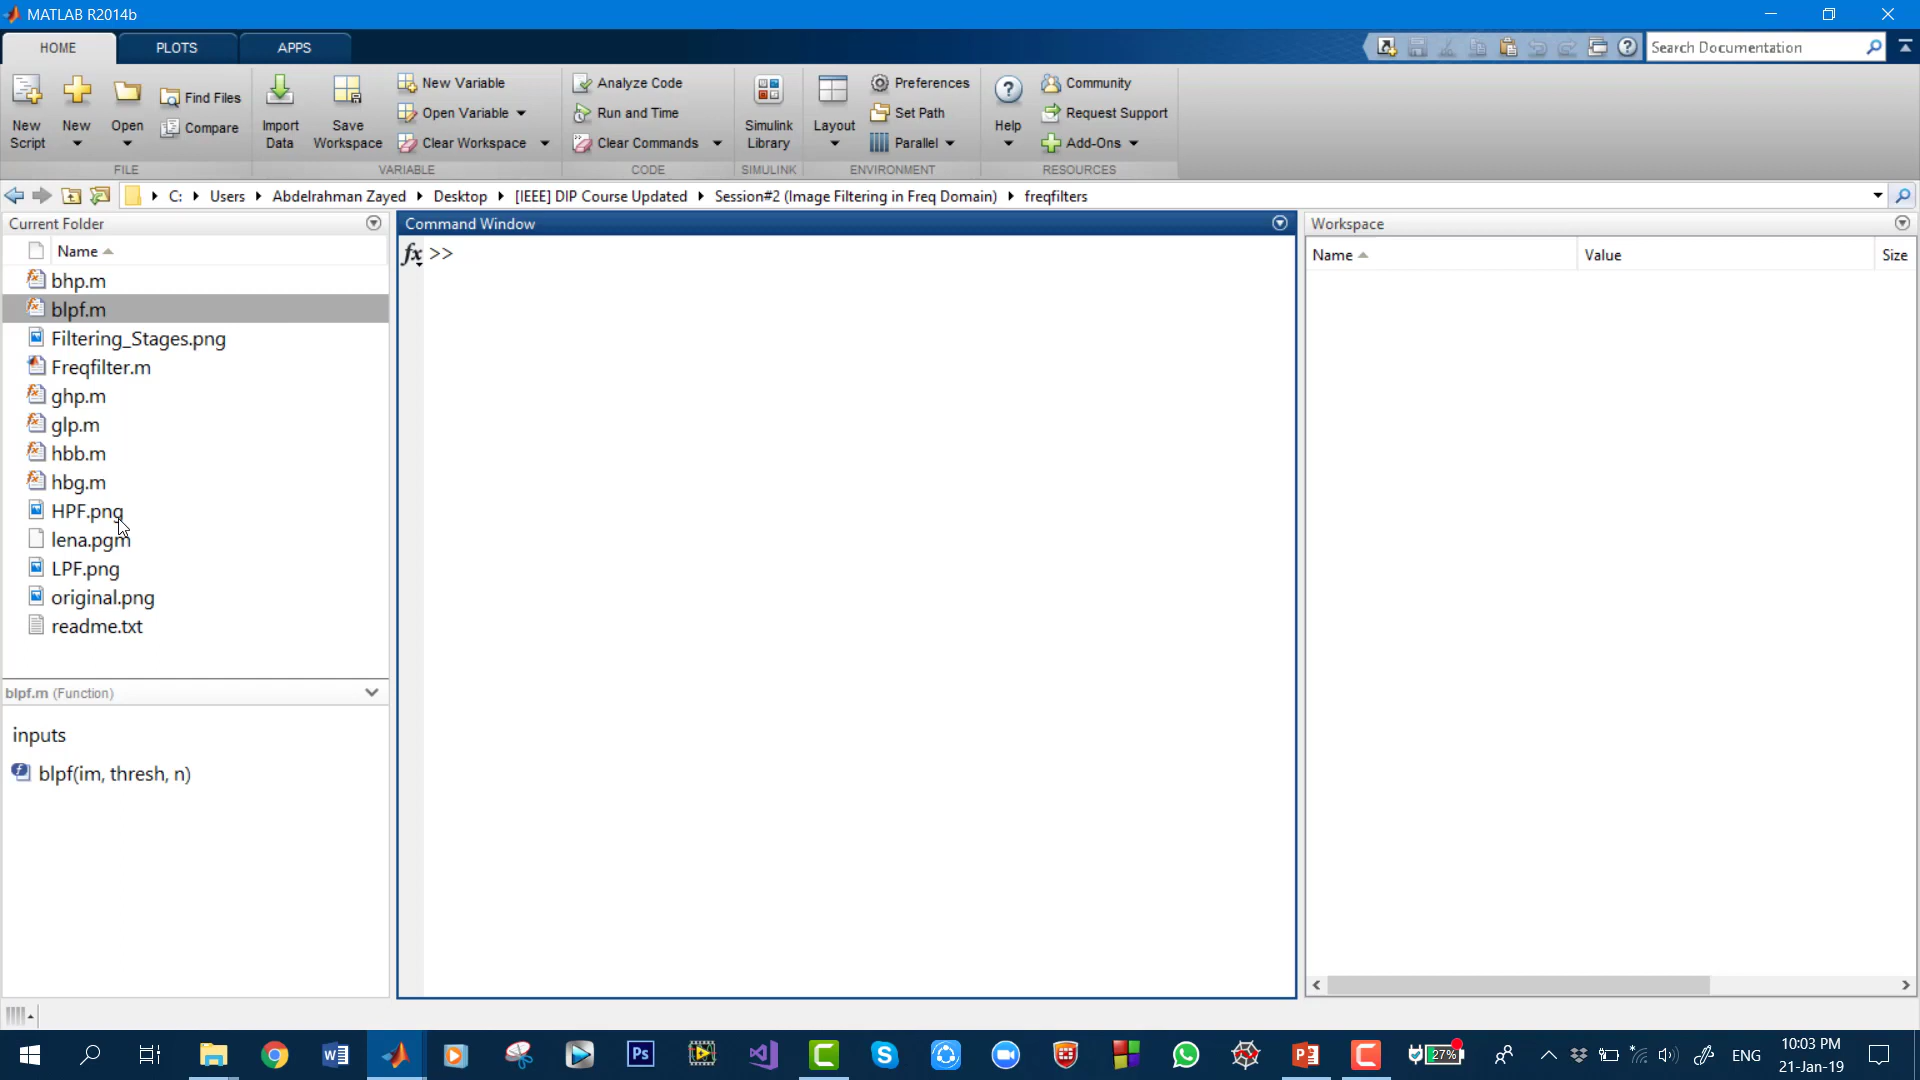 MATLAB R2014b
HOME
PLOTS
APPS
Search Documentation
New Script
New
Open
Find Files
Compare
FILE
Import Data
Save Workspace
New Variable
Open Variable
Clear Workspace
VARIABLE
Analyze Code
Run and Time
Clear Commands
CODE
Simulink Library
SIMULINK
Layout
Preferences
Set Path
Parallel
ENVIRONMENT
Help
Community
Request Support
Add-Ons
RESOURCES
C: Users Abdelrahman Zayed Desktop [IEEE] DIP Course Updated Session#2 (Image Filtering in Freq Domain) freqfilters
Current Folder
Name
bhp.m
blpf.m
Filtering_Stages.png
Freqfilter.m
ghp.m
glp.m
hbb.m
hbg.m
HPF.png
lena.pgm
LPF.png
original.png
readme.txt
blpf.m (Function)
inputs
blpf(im, thresh, n)
Command Window
fx >>
Workspace
Name Value Size
27%
ENG
10:03 PM
21-Jan-19